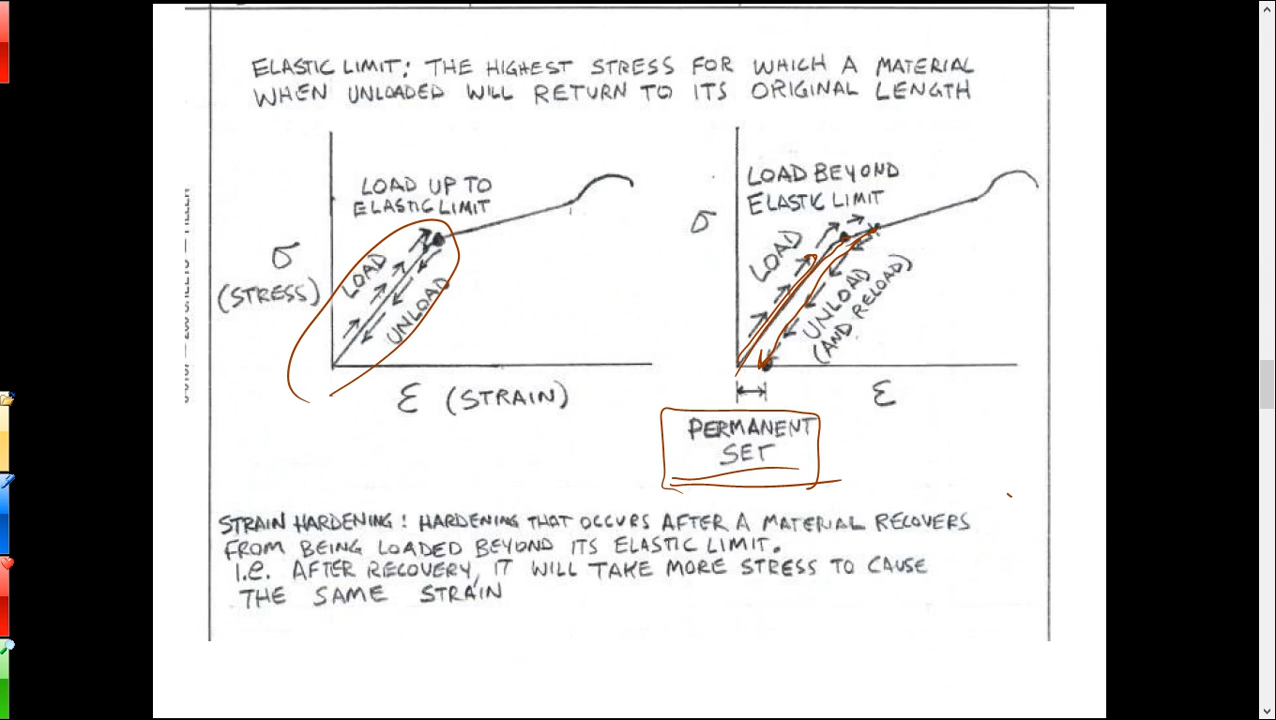 ELASTIC LIMIT: THE HIGHEST STRESS FOR WHICH A MATERIAL
WHEN UNLOADED WILL RETURN TO ITS ORIGINAL LENGTH
LOAD UP TO
ELASTIC LIMIT
LOAD
UNLOAD
σ
(STRESS)
ε (STRAIN)
LOAD BEYOND
ELASTIC LIMIT
σ
LOAD
UNLOAD
(AND RELOAD)
ε
PERMANENT
SET
STRAIN HARDENING: HARDENING THAT OCCURS AFTER A MATERIAL RECOVERS
FROM BEING LOADED BEYOND ITS ELASTIC LIMIT.
I.E. AFTER RECOVERY, IT WILL TAKE MORE STRESS TO CAUSE
THE SAME STRAIN